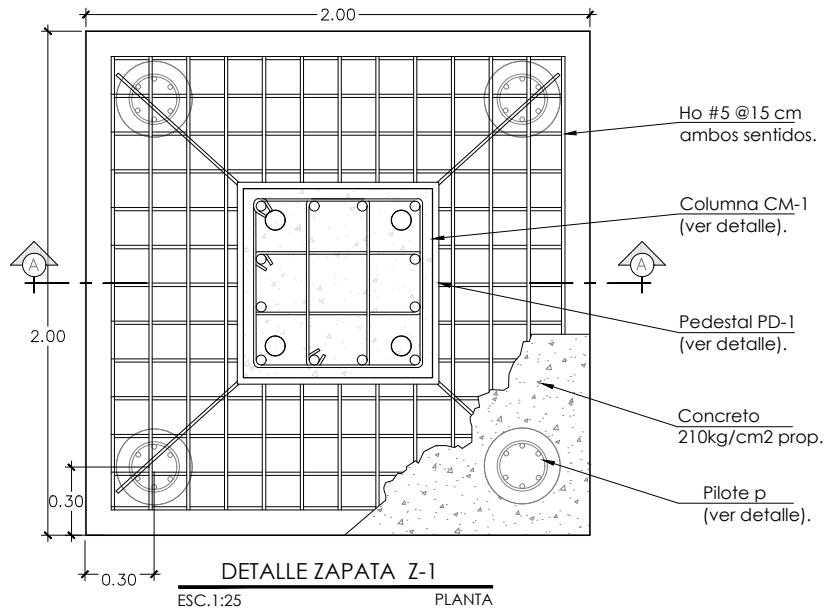 2.00
Ho #5 @15 cm
ambos sentidos.
Columna CM-1
(ver detalle).
A
A
2.00
Pedestal PD-1
(ver detalle).
Concreto
210kg/cm2 prop.
Pilote p
(ver detalle).
0.30
0.30
DETALLE ZAPATA Z-1
ESC.1:25 PLANTA